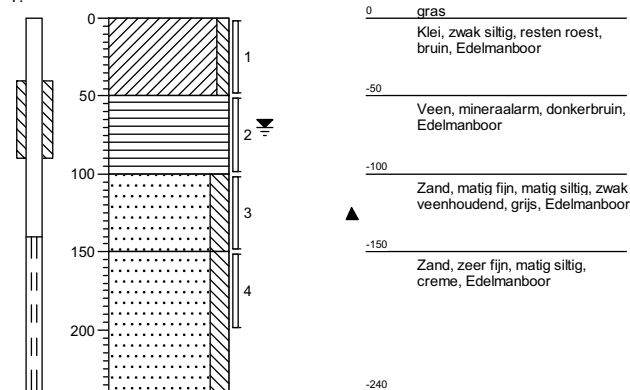 0
50
100
150
200
1
2
3
4
0
gras
Klei, zwak siltig, resten roest,
bruin, Edelmanboor
-50
Veen, mineraalarm, donkerbruin,
Edelmanboor
-100
Zand, matig fijn, matig siltig, zwak
veenhoudend, grijs, Edelmanboor
-150
Zand, zeer fijn, matig siltig,
creme, Edelmanboor
-240